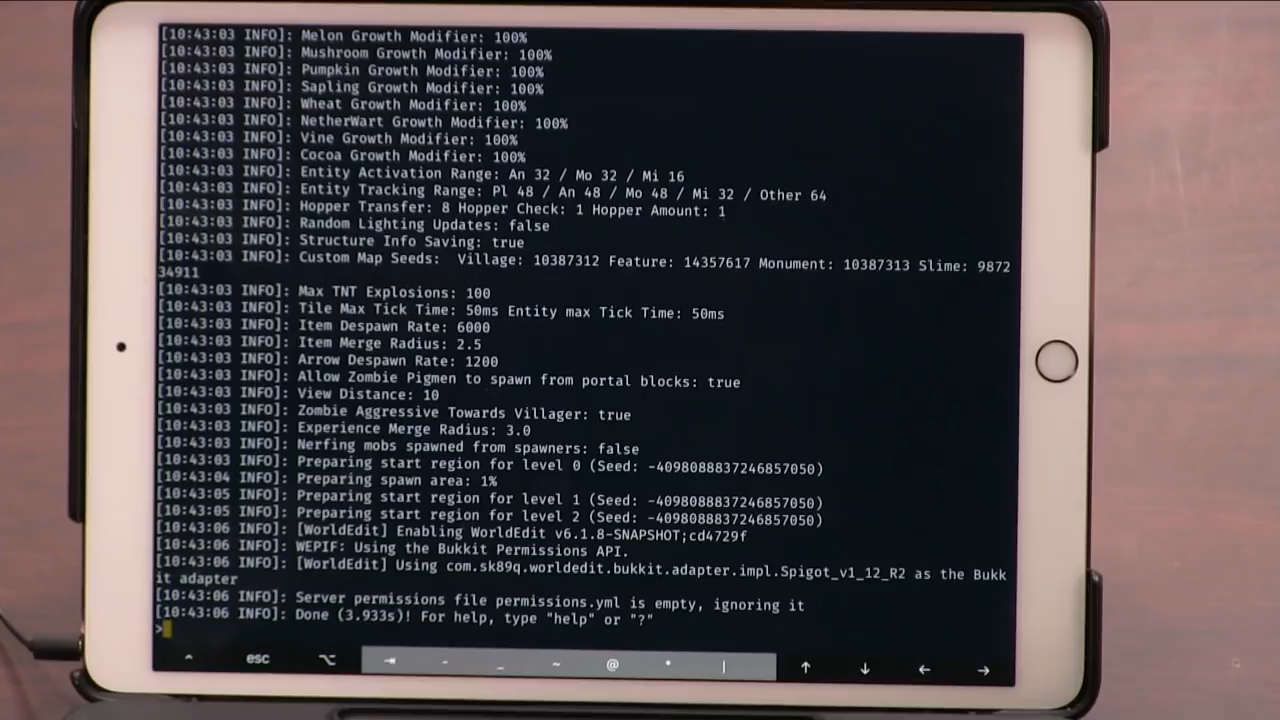 [10:43:03 INFO]: Melon Growth Modifier: 100%
[10:43:03 INFO]: Mushroom Growth Modifier: 100%
[10:43:03 INFO]: Pumpkin Growth Modifier: 100%
[10:43:03 INFO]: Sapling Growth Modifier: 100%
[10:43:03 INFO]: Wheat Growth Modifier: 100%
[10:43:03 INFO]: NetherWart Growth Modifier: 100%
[10:43:03 INFO]: Vine Growth Modifier: 100%
[10:43:03 INFO]: Cocoa Growth Modifier: 100%
[10:43:03 INFO]: Entity Activation Range: An 32 / Mo 32 / Mi 16
[10:43:03 INFO]: Entity Tracking Range: Pl 48 / An 48 / Mo 48 / Mi 32 / Other 64
[10:43:03 INFO]: Hopper Transfer: 8 Hopper Check: 1 Hopper Amount: 1
[10:43:03 INFO]: Random Lighting Updates: false
[10:43:03 INFO]: Structure Info Saving: true
[10:43:03 INFO]: Custom Map Seeds:  Village: 10387312 Feature: 14357617 Monument: 10387313 Slime: 9872
34911
[10:43:03 INFO]: Max TNT Explosions: 100
[10:43:03 INFO]: Tile Max Tick Time: 50ms Entity max Tick Time: 50ms
[10:43:03 INFO]: Item Despawn Rate: 6000
[10:43:03 INFO]: Item Merge Radius: 2.5
[10:43:03 INFO]: Arrow Despawn Rate: 1200
[10:43:03 INFO]: Allow Zombie Pigmen to spawn from portal blocks: true
[10:43:03 INFO]: View Distance: 10
[10:43:03 INFO]: Zombie Aggressive Towards Villager: true
[10:43:03 INFO]: Experience Merge Radius: 3.0
[10:43:03 INFO]: Nerfing mobs spawned from spawners: false
[10:43:03 INFO]: Preparing start region for level 0 (Seed: -4098088837246857050)
[10:43:04 INFO]: Preparing spawn area: 1%
[10:43:05 INFO]: Preparing start region for level 1 (Seed: -4098088837246857050)
[10:43:05 INFO]: Preparing start region for level 2 (Seed: -4098088837246857050)
[10:43:06 INFO]: [WorldEdit] Enabling WorldEdit v6.1.8-SNAPSHOT;cd4729f
[10:43:06 INFO]: WEPIF: Using the Bukkit Permissions API.
[10:43:06 INFO]: [WorldEdit] Using com.sk89q.worldedit.bukkit.adapter.impl.Spigot_v1_12_R2 as the Bukk
it adapter
[10:43:06 INFO]: Server permissions file permissions.yml is empty, ignoring it
[10:43:06 INFO]: Done (3.933s)! For help, type "help" or "?"
>
^ esc ⌥ ⇥ - _ ~ @ * | ↑ ↓ ← →